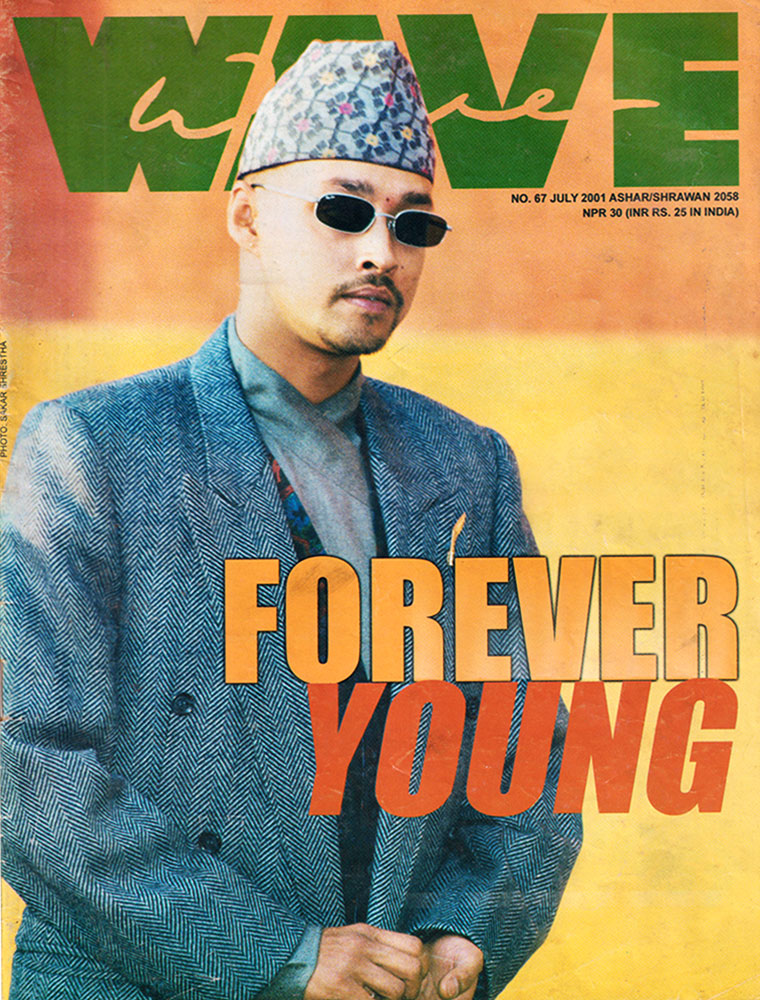 WAVE
NO. 67 JULY 2001 ASHAR/SHRAWAN 2058
NPR 30 (INR RS. 25 IN INDIA)
PHOTO: SAKAR SHRESTHA
FOREVER
YOUNG